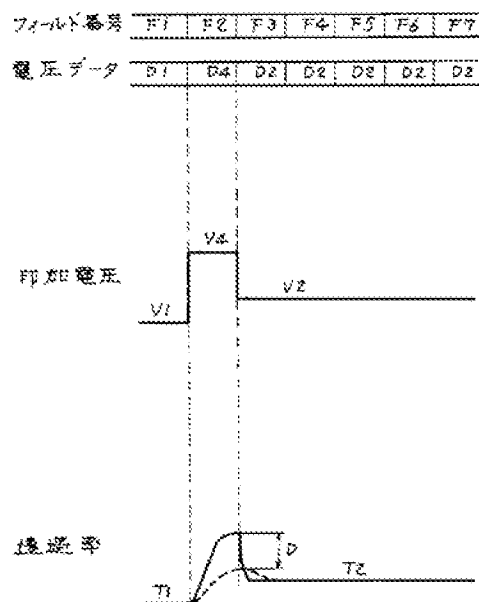 フィールド番号 F1 F2 F3 F4 F5 F6 F7
電圧データ D1 D4 D2 D2 D2 D2 D2
V4
印加電圧
V2
V1
透過率
D
T2
T1